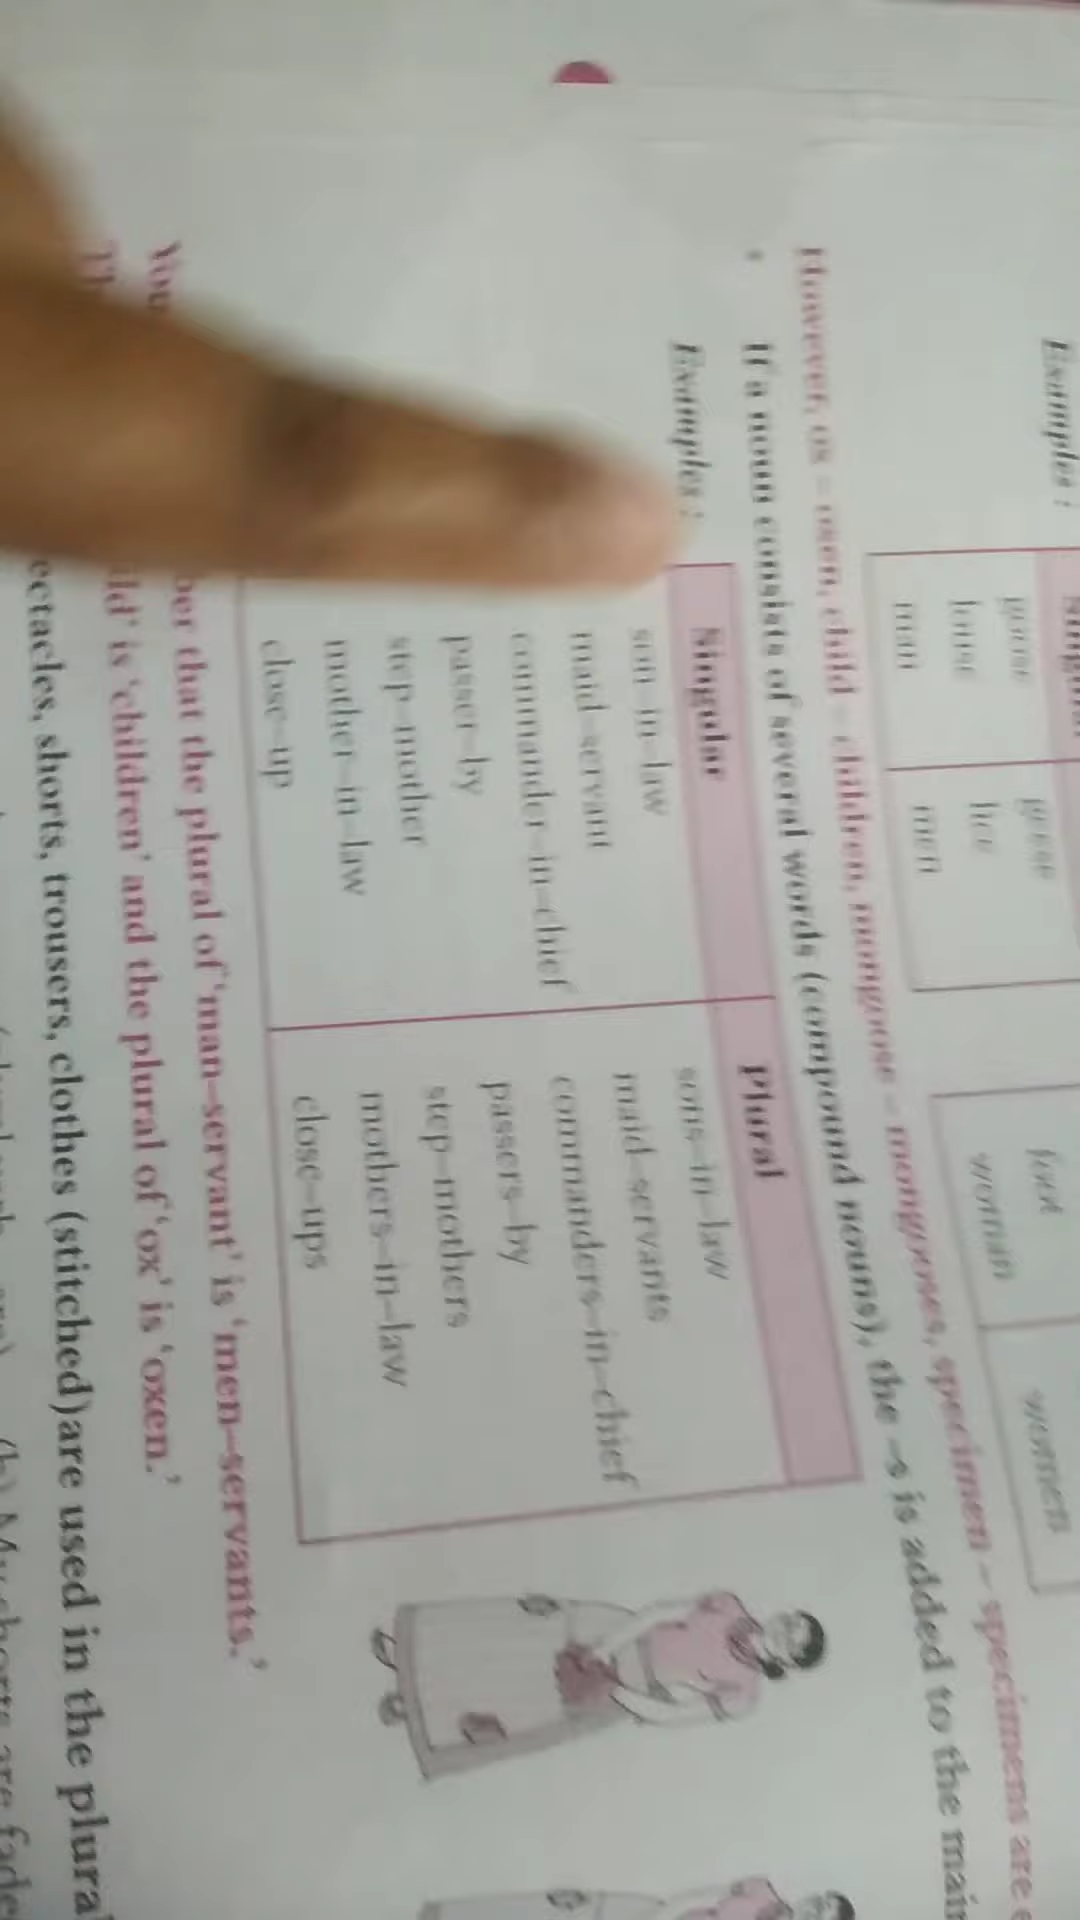 Examples :
Singular
goose geese
louse lice
man men
foot
woman women
However, ox – oxen, child – children, mongoose – mongooses, specimen – specimens are
• If a noun consists of several words (compound nouns), the –s is added to the main
Examples :
Singular Plural
son–in–law sons–in–law
maid–servant maid–servants
commander–in–chief commanders–in–chief
passer–by passers–by
step–mother step–mothers
mother–in–law mothers–in–law
close–up close–ups
that the plural of ‘man–servant’ is ‘men–servants.’
is ‘children’ and the plural of ‘ox’ is ‘oxen.’
shorts, trousers, clothes (stitched)are used in the plural
(b) My shorts are